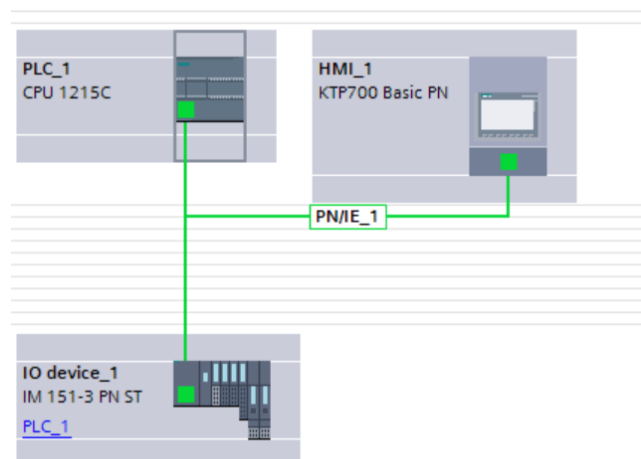 PLC_1
CPU 1215C
HMI_1
KTP700 Basic PN
PN/IE_1
IO device_1
IM 151-3 PN ST
PLC_1